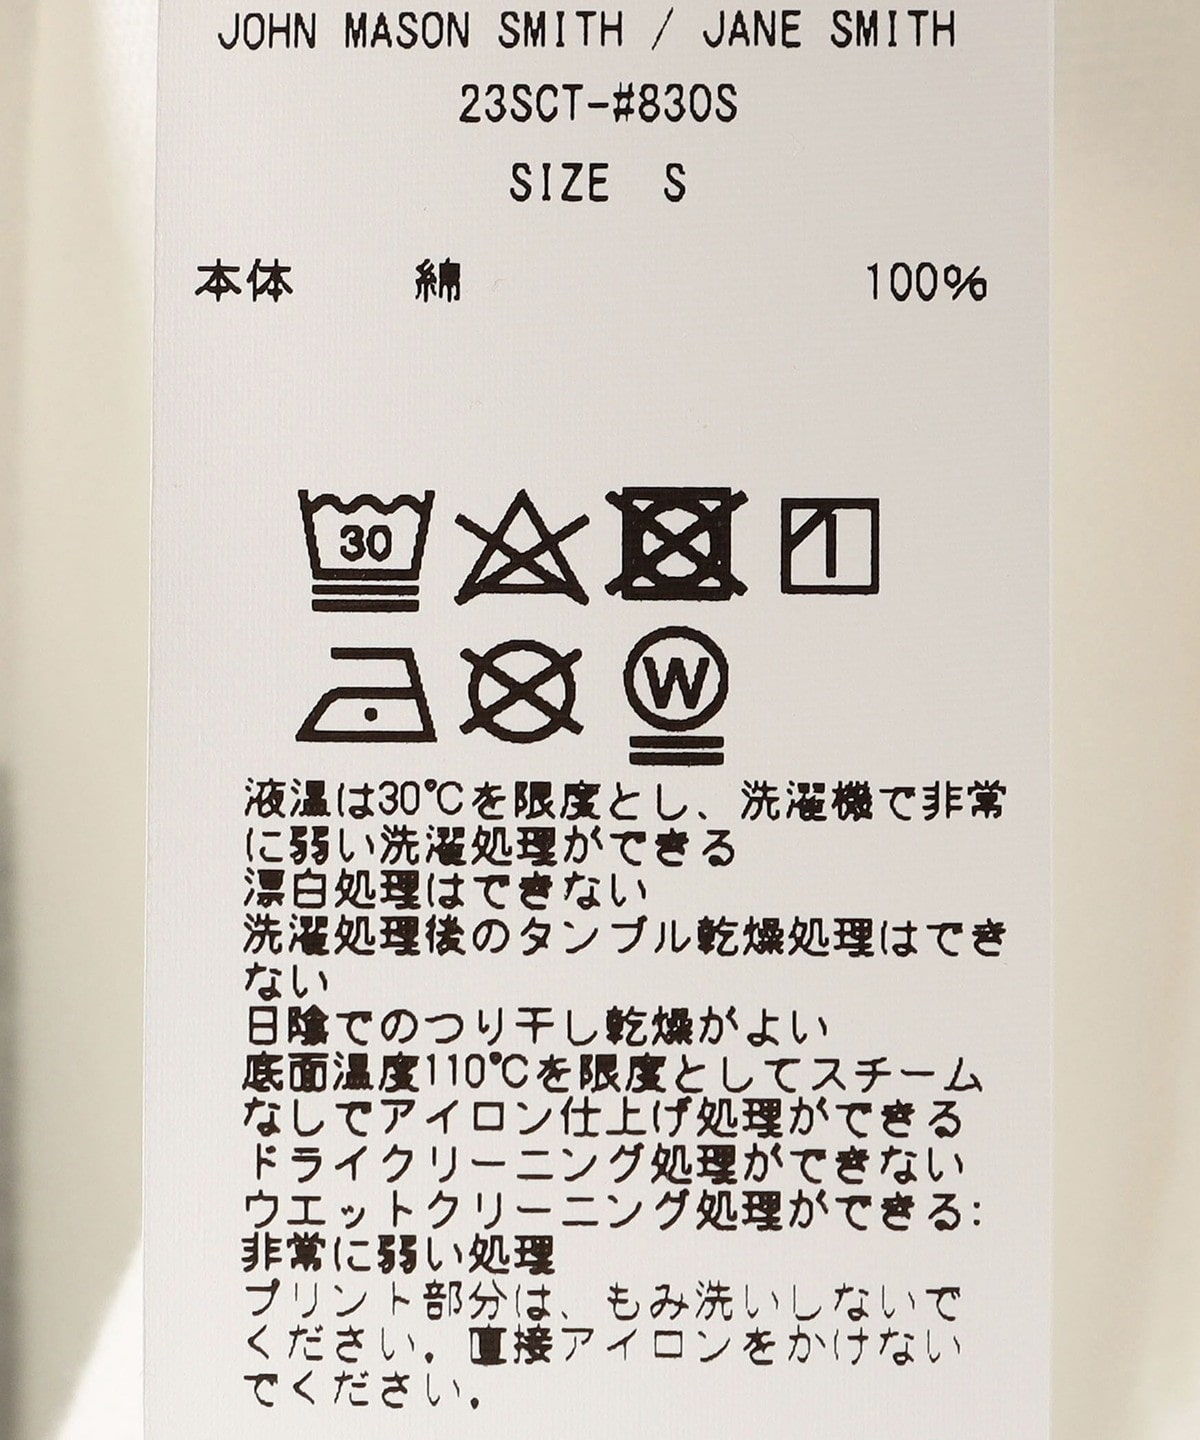 JOHN MASON SMITH / JANE SMITH
23SCT-#830S
SIZE S
本体 綿 100%
30
W
液温は30℃を限度とし、洗濯機で非常
に弱い洗濯処理ができる
漂白処理はできない
洗濯処理後のタンブル乾燥処理はでき
ない
日陰でのつり干し乾燥がよい
底面温度110℃を限度としてスチーム
なしでアイロン仕上げ処理ができる
ドライクリーニング処理ができない
ウエットクリーニング処理ができる:
非常に弱い処理
プリント部分は、もみ洗いしないで
ください。直接アイロンをかけない
でください。